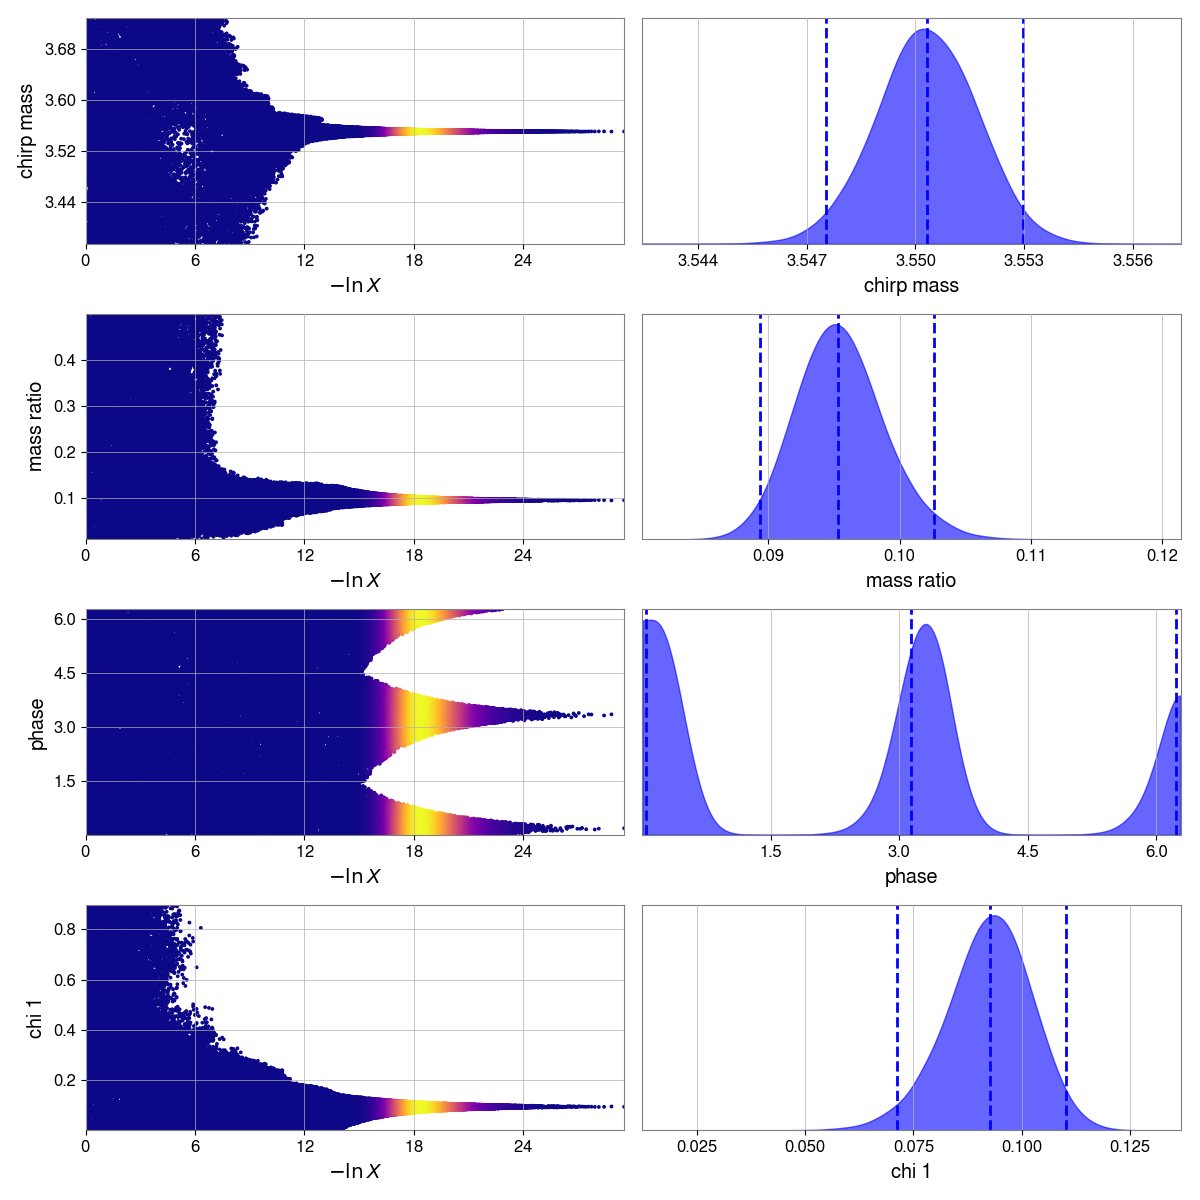 chirp mass
3.68
3.60
3.52
3.44
0 6 12 18 24
−ln X
3.544 3.547 3.550 3.553 3.556
chirp mass
mass ratio
0.4
0.3
0.2
0.1
0 6 12 18 24
−ln X
0.09 0.10 0.11 0.12
mass ratio
phase
6.0
4.5
3.0
1.5
0 6 12 18 24
−ln X
1.5 3.0 4.5 6.0
phase
chi 1
0.8
0.6
0.4
0.2
0 6 12 18 24
−ln X
0.025 0.050 0.075 0.100 0.125
chi 1